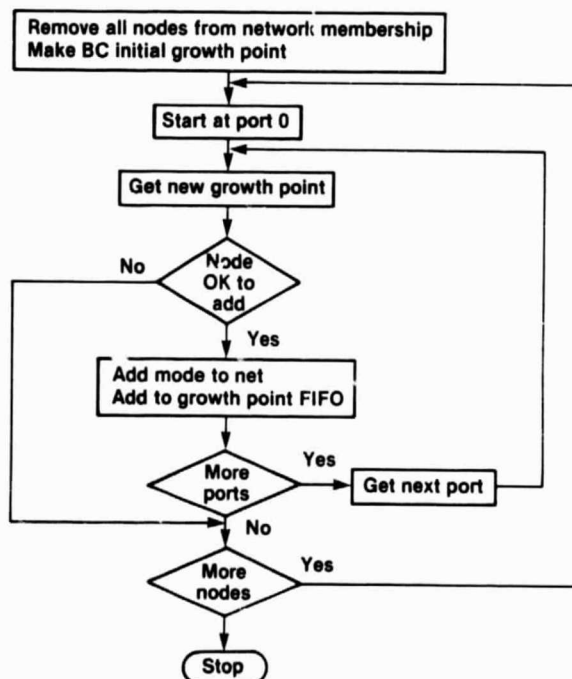 Remove all nodes from network membership
Make BC initial growth point
Start at port 0
Get new growth point
No
Node
OK to
add
Yes
Add mode to net
Add to growth point FIFO
More
ports
Yes
Get next port
No
More
nodes
Yes
Stop